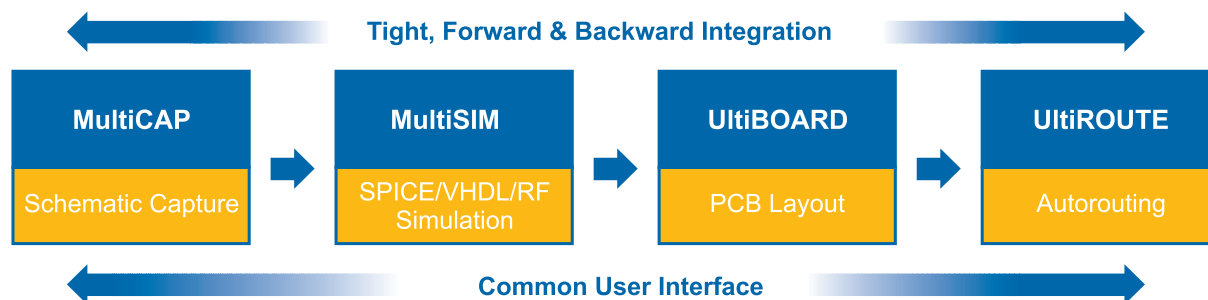 Tight, Forward & Backward Integration
MultiCAP
MultiSIM
UltiBOARD
UltiROUTE
Schematic Capture
SPICE/VHDL/RF
Simulation
PCB Layout
Autorouting
Common User Interface